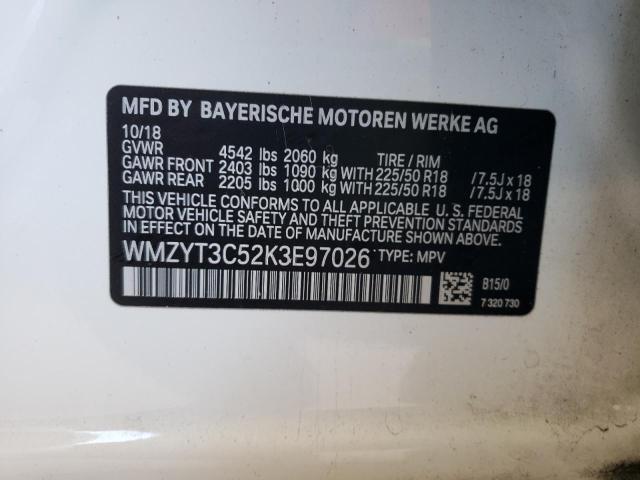 MFD BY BAYERISCHE MOTOREN WERKE AG
10/18
GVWR 4542 lbs 2060 kg TIRE / RIM
GAWR FRONT 2403 lbs 1090 kg WITH 225/50 R18 / 7.5J x 18
GAWR REAR 2205 lbs 1000 kg WITH 225/50 R18 / 7.5J x 18
THIS VEHICLE CONFORMS TO ALL APPLICABLE U. S. FEDERAL
MOTOR VEHICLE SAFETY AND THEFT PREVENTION STANDARDS
IN EFFECT ON THE DATE OF MANUFACTURE SHOWN ABOVE.
WMZYT3C52K3E97026 TYPE: MPV
B15/0
7 320 730